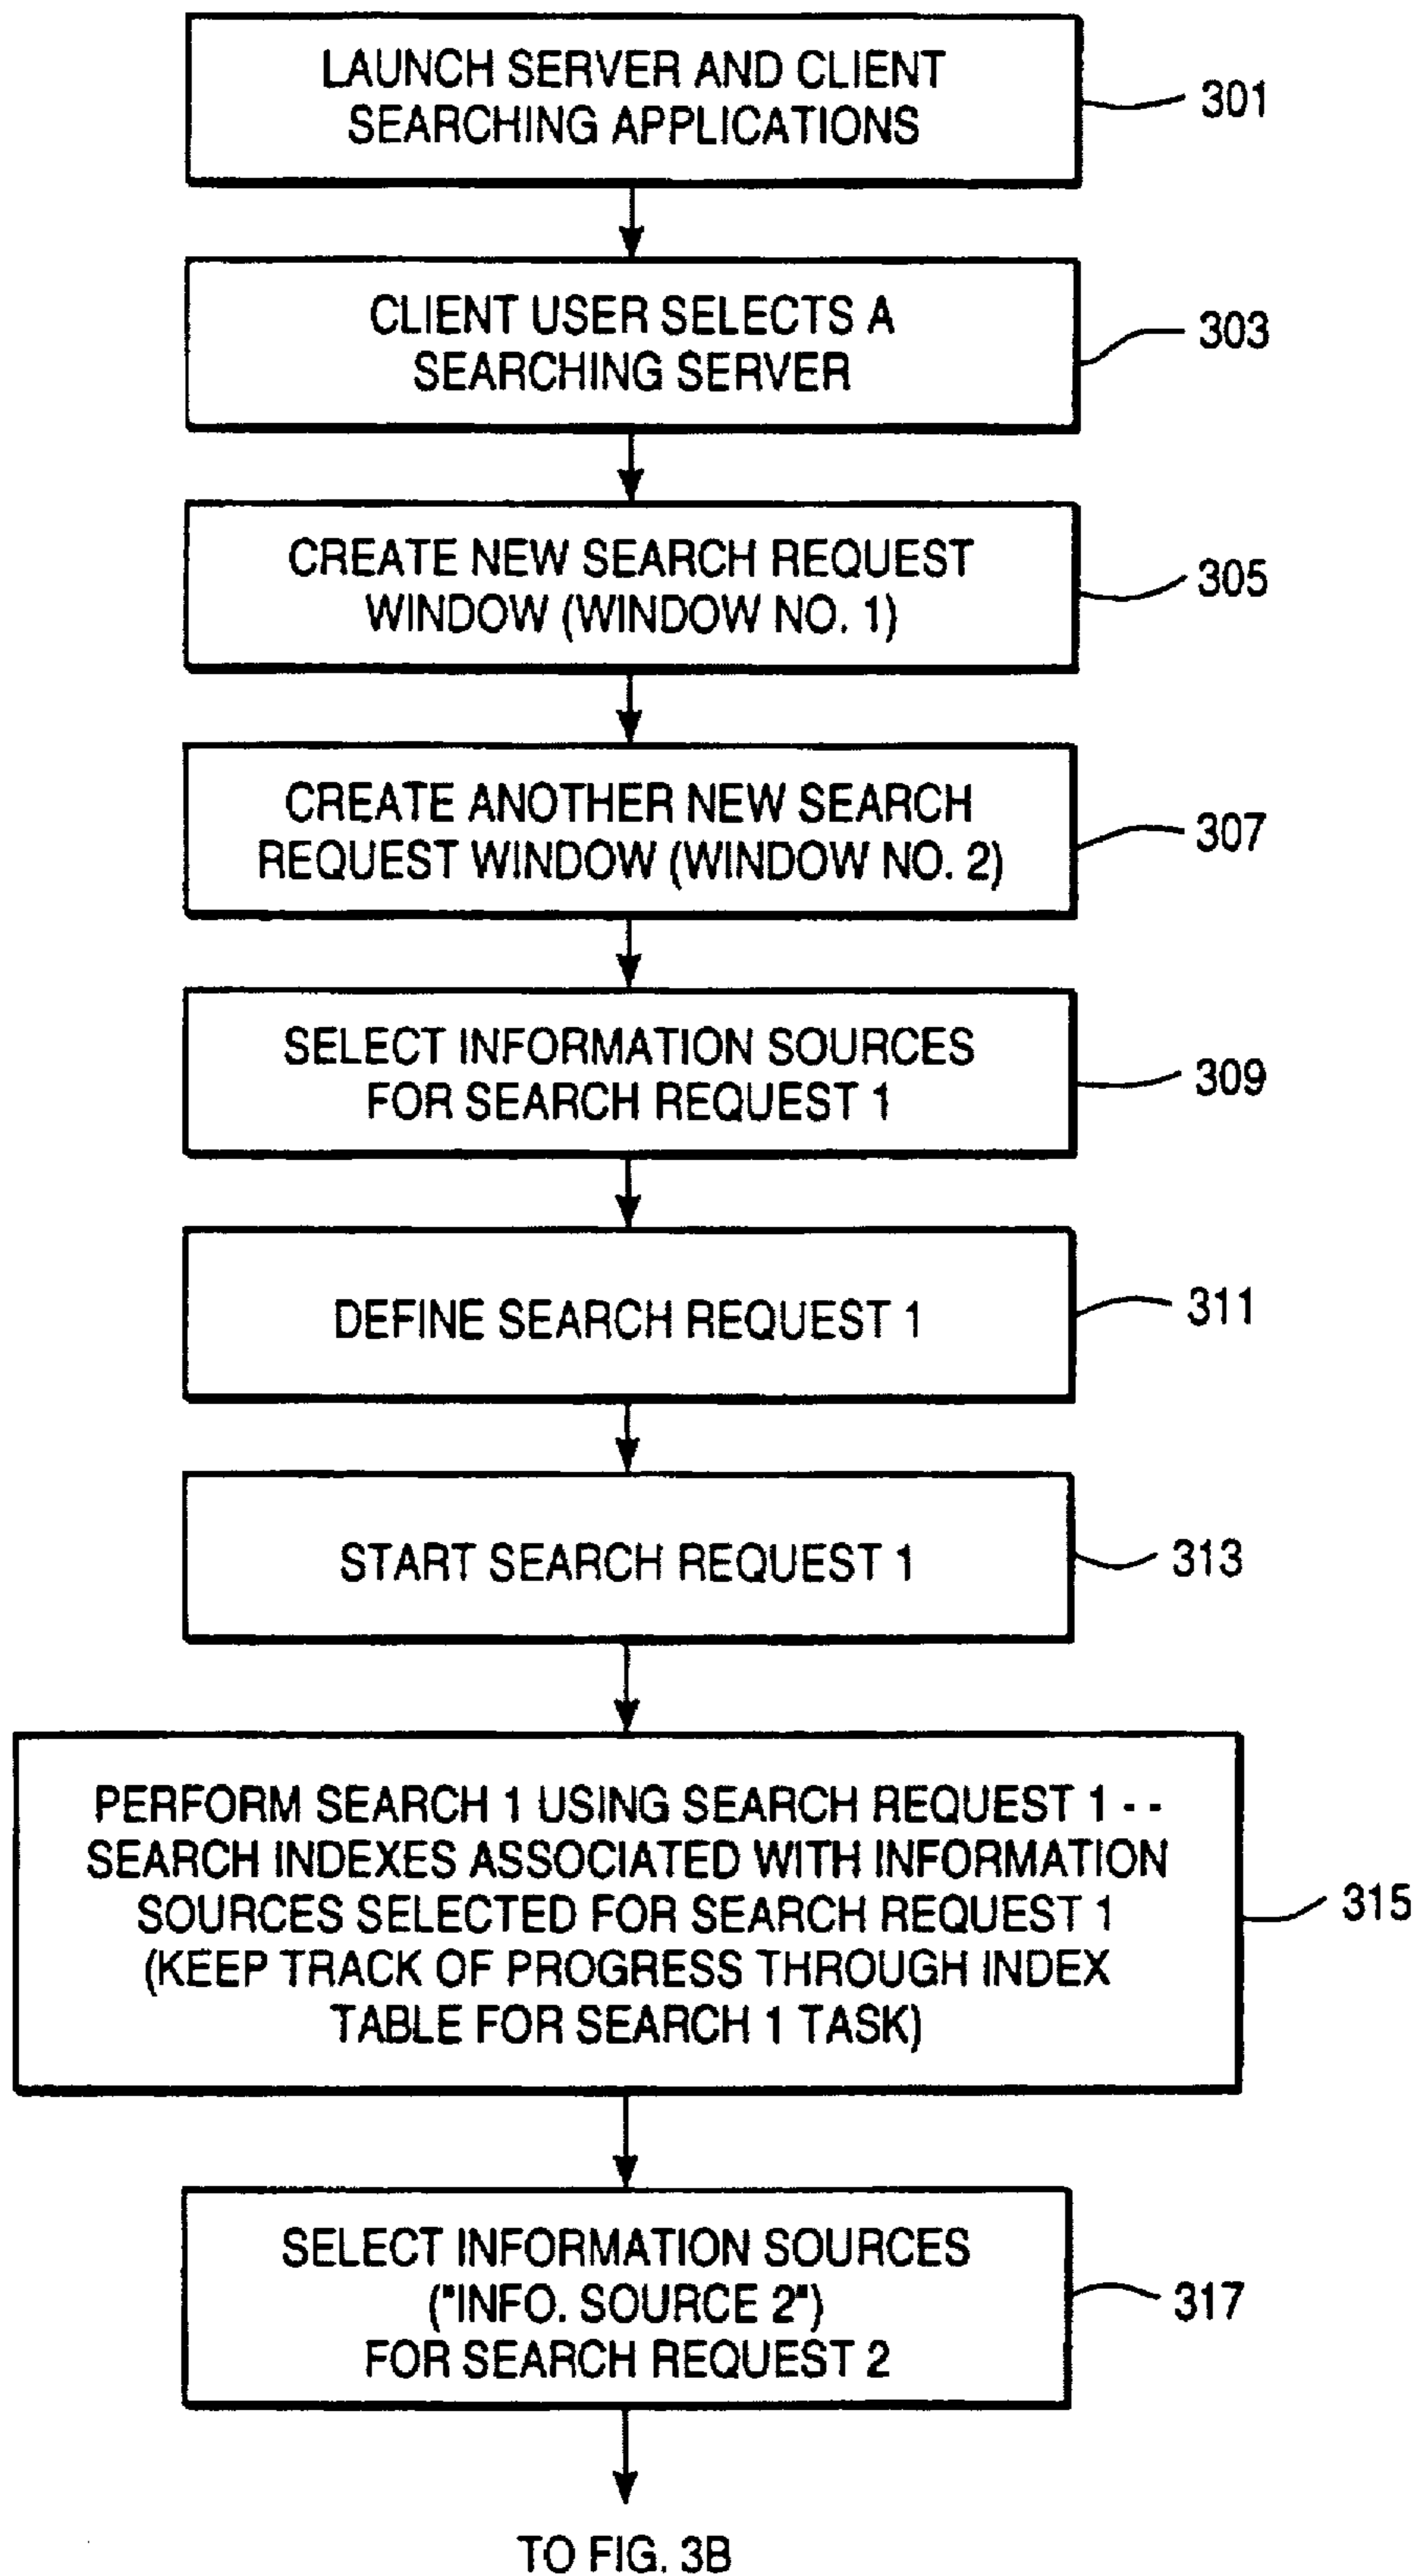 LAUNCH SERVER AND CLIENT
SEARCHING APPLICATIONS
301
CLIENT USER SELECTS A
SEARCHING SERVER
303
CREATE NEW SEARCH REQUEST
WINDOW (WINDOW NO. 1)
305
CREATE ANOTHER NEW SEARCH
REQUEST WINDOW (WINDOW NO. 2)
307
SELECT INFORMATION SOURCES
FOR SEARCH REQUEST 1
309
DEFINE SEARCH REQUEST 1
311
START SEARCH REQUEST 1
313
PERFORM SEARCH 1 USING SEARCH REQUEST 1 - -
SEARCH INDEXES ASSOCIATED WITH INFORMATION
SOURCES SELECTED FOR SEARCH REQUEST 1
(KEEP TRACK OF PROGRESS THROUGH INDEX
TABLE FOR SEARCH 1 TASK)
315
SELECT INFORMATION SOURCES
("INFO. SOURCE 2")
FOR SEARCH REQUEST 2
317
TO FIG. 3B